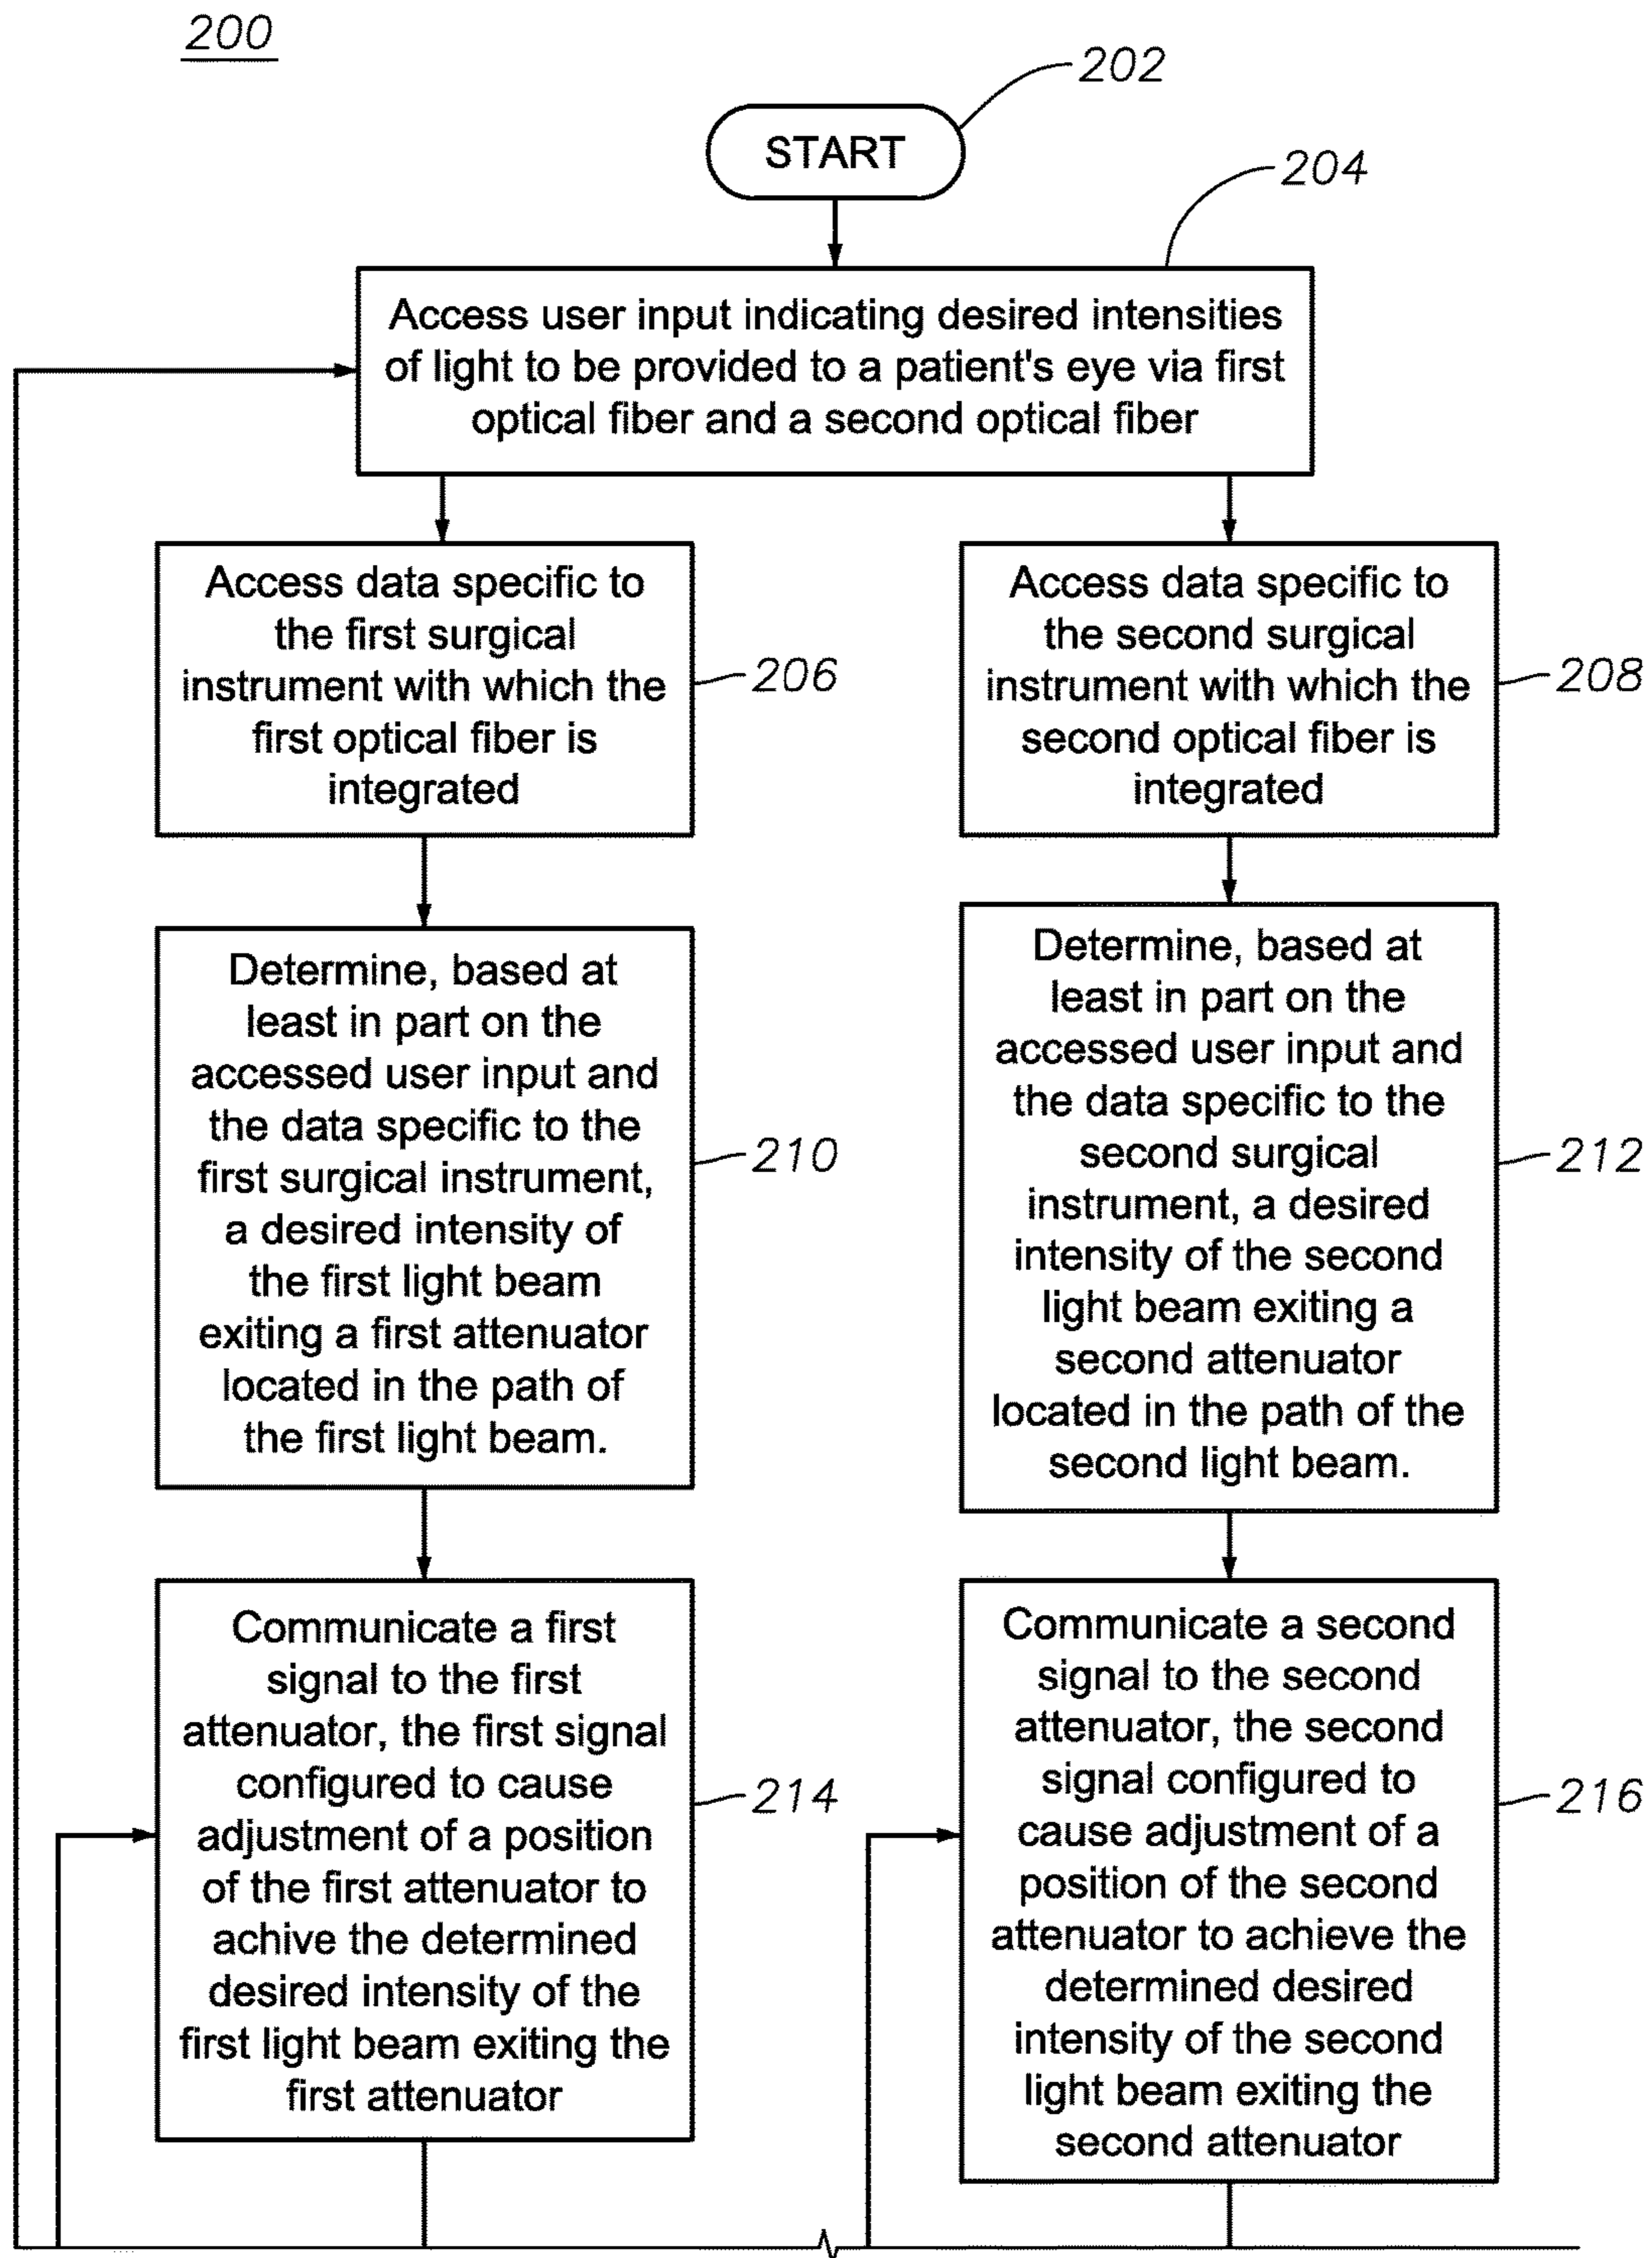 200
202
START
204
Access user input indicating desired intensities
of light to be provided to a patient's eye via first
optical fiber and a second optical fiber
Access data specific to
the first surgical
instrument with which the
first optical fiber is
integrated
206
Access data specific to
the second surgical
instrument with which the
second optical fiber is
integrated
208
Determine, based at
least in part on the
accessed user input and
the data specific to the
first surgical instrument,
a desired intensity of
the first light beam
exiting a first attenuator
located in the path of
the first light beam.
210
Determine, based at
least in part on the
accessed user input and
the data specific to the
second surgical
instrument, a desired
intensity of the second
light beam exiting a
second attenuator
located in the path of the
second light beam.
212
Communicate a first
signal to the first
attenuator, the first signal
configured to cause
adjustment of a position
of the first attenuator to
achive the determined
desired intensity of the
first light beam exiting the
first attenuator
214
Communicate a second
signal to the second
attenuator, the second
signal configured to
cause adjustment of a
position of the second
attenuator to achieve the
determined desired
intensity of the second
light beam exiting the
second attenuator
216